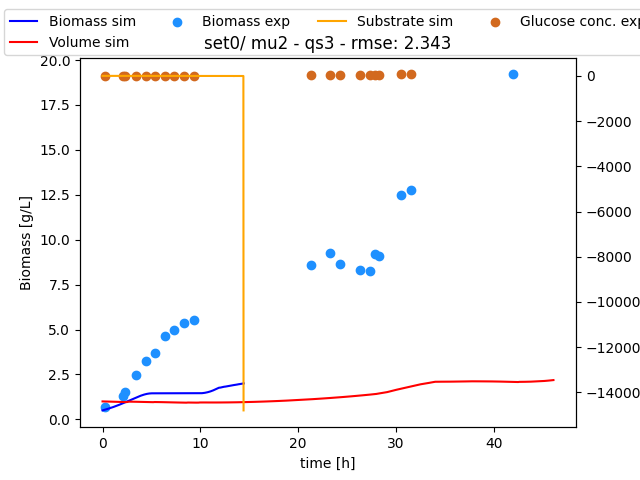 Biomass sim Biomass exp Substrate sim Glucose conc. exp
Volume sim
set0/ mu2 - qs3 - rmse: 2.343
20.0
17.5
15.0
12.5
10.0
7.5
5.0
2.5
0.0
Biomass [g/L]
0
−2000
−4000
−6000
−8000
−10000
−12000
−14000
0 10 20 30 40
time [h]